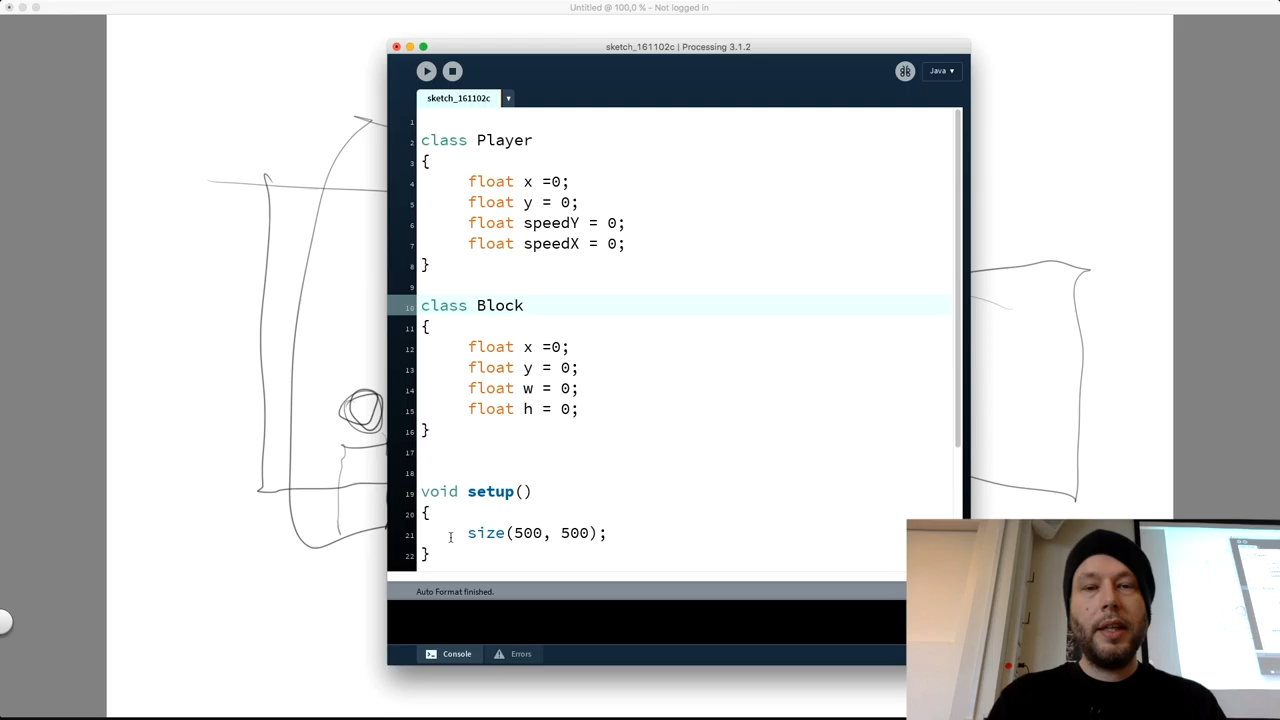 Untitled @ 100,0 % - Not logged in
sketch_161102c | Processing 3.1.2
Java ▾
sketch_161102c ▾
1
2 class Player
3 {
4 float x =0;
5 float y = 0;
6 float speedY = 0;
7 float speedX = 0;
8 }
9
10 class Block
11 {
12 float x =0;
13 float y = 0;
14 float w = 0;
15 float h = 0;
16 }
17
18
19 void setup()
20 {
21 size(500, 500);
22 }
Auto Format finished.
Console Errors